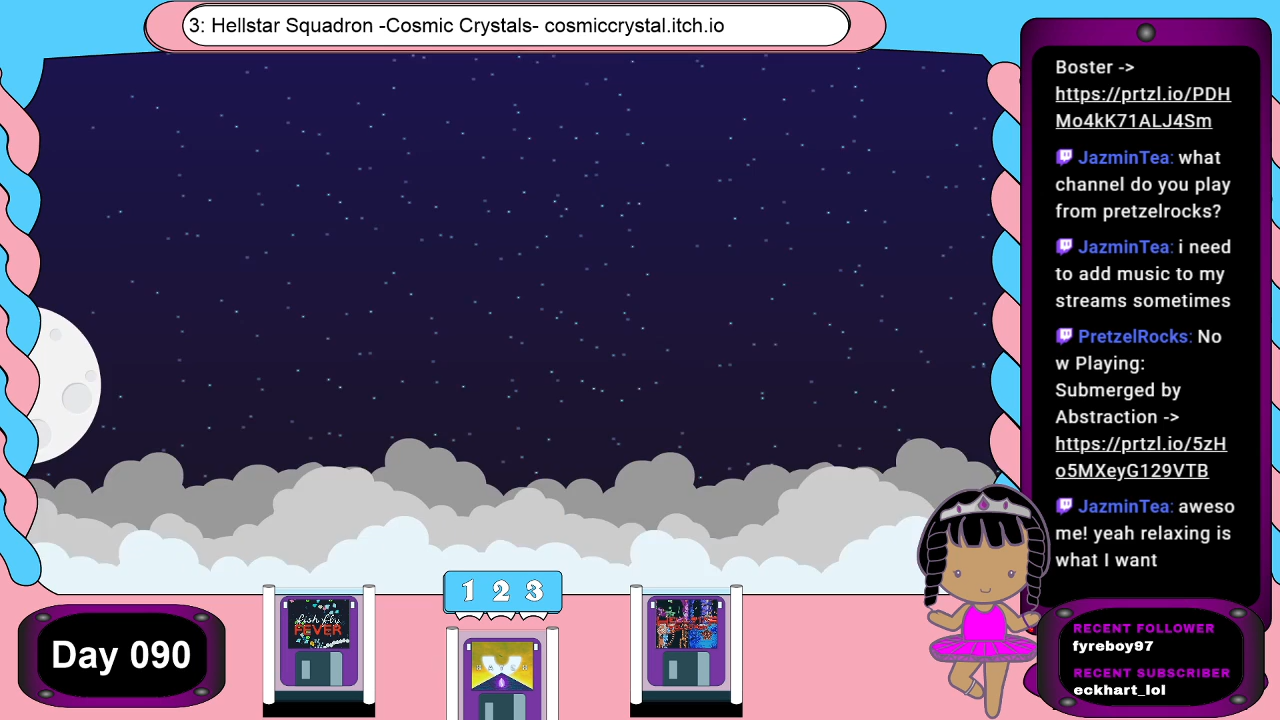 3: Hellstar Squadron -Cosmic Crystals- cosmiccrystal.itch.io
Boster ->
https://prtzl.io/PDH
Mo4kK71ALJ4Sm
JazminTea: what
channel do you play
from pretzelrocks?
JazminTea: i need
to add music to my
streams sometimes
PretzelRocks: No
w Playing:
Submerged by
Abstraction ->
https://prtzl.io/5zH
o5MXeyG129VTB
JazminTea: aweso
me! yeah relaxing is
what I want
1 2 3
FEVER
Day 090
RECENT FOLLOWER
fyreboy97
RECENT SUBSCRIBER
eckhart_lol